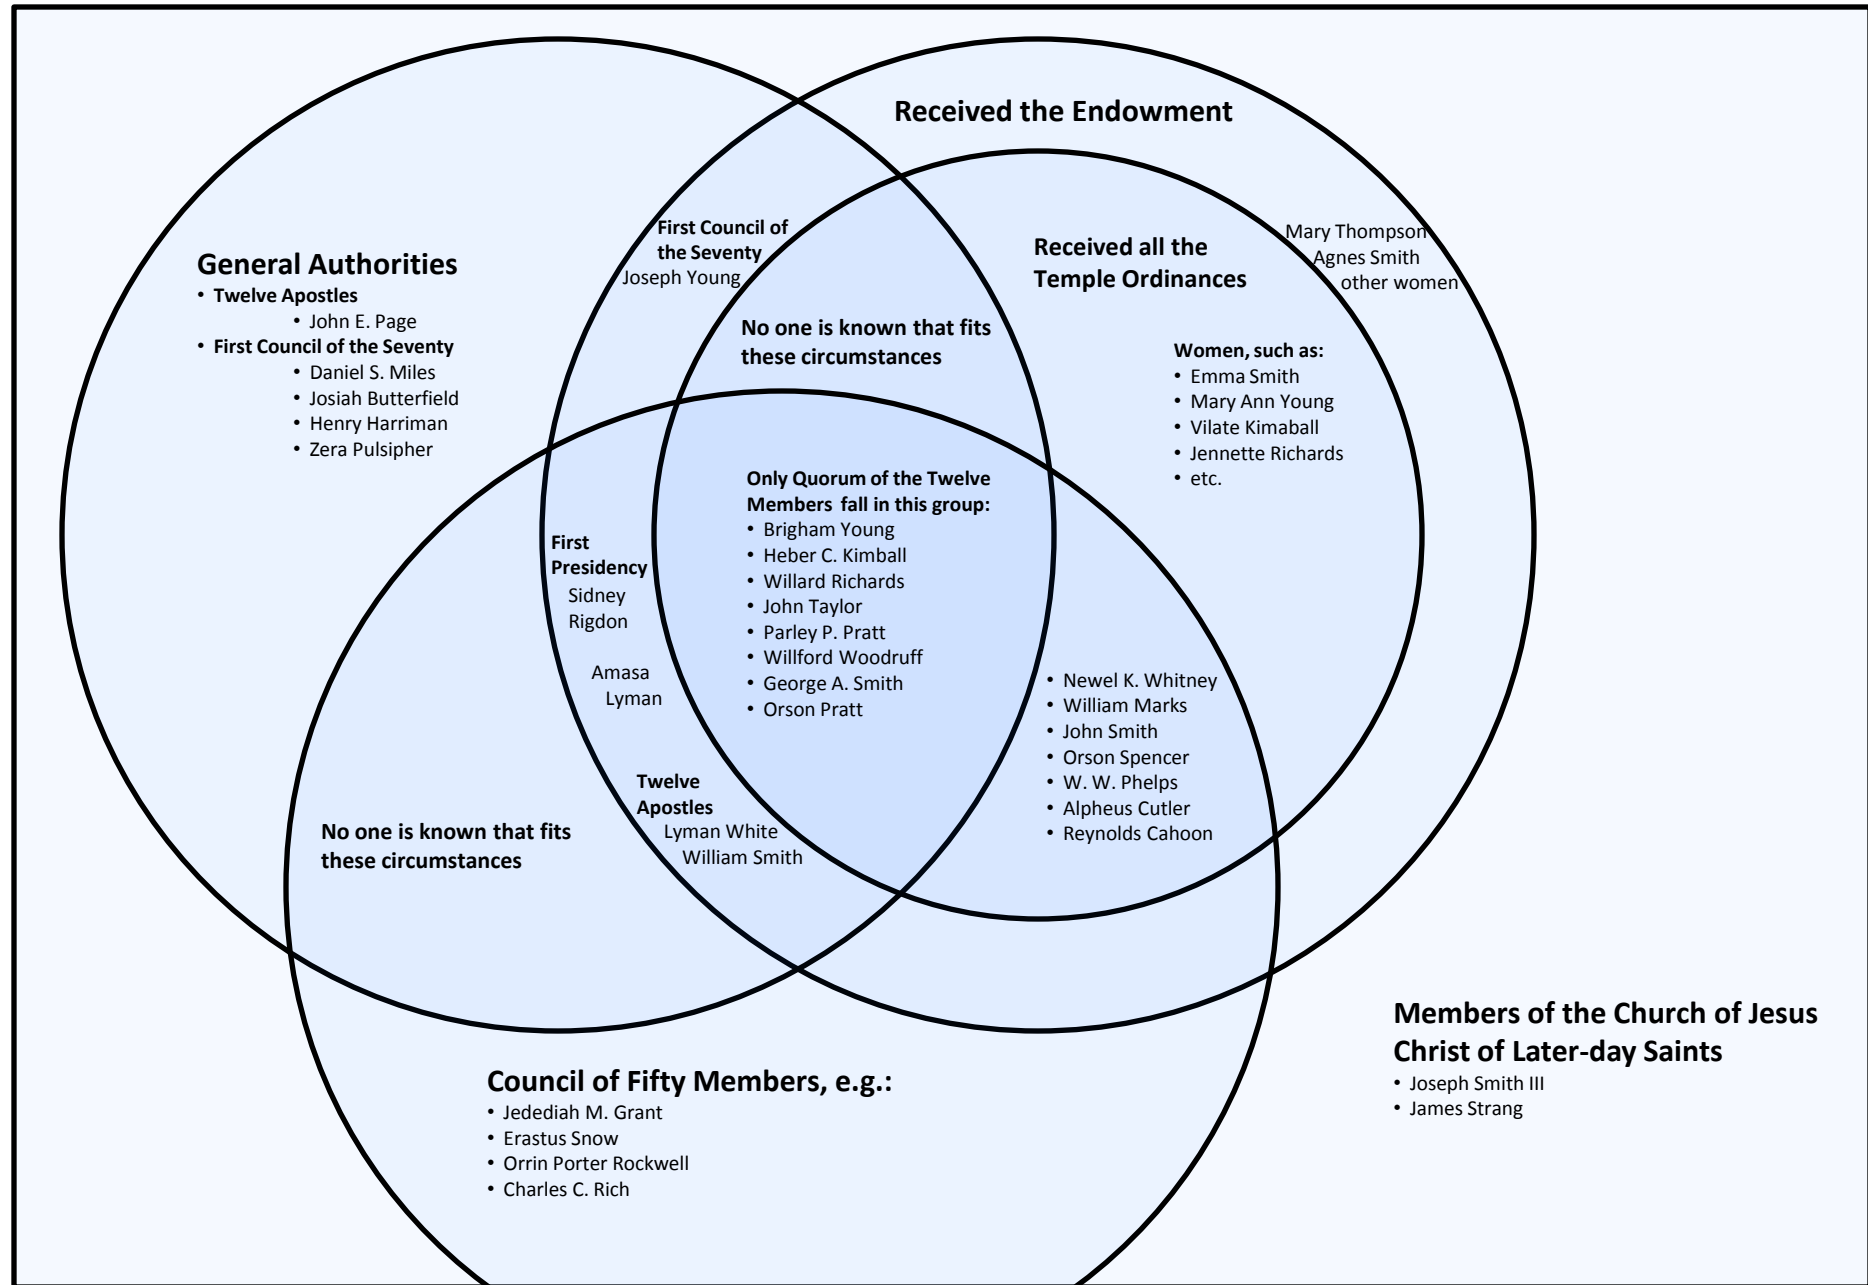 Received the Endowment
General Authorities
• Twelve Apostles
• John E. Page
• First Council of the Seventy
• Daniel S. Miles
• Josiah Butterfield
• Henry Harriman
• Zera Pulsipher
First Council of
the Seventy
Joseph Young
Received all the
Temple Ordinances
Mary Thompson
Agnes Smith
other women
No one is known that fits
these circumstances
Women, such as:
• Emma Smith
• Mary Ann Young
• Vilate Kimaball
• Jennette Richards
• etc.
First
Presidency
Sidney
Rigdon
Amasa
Lyman
Only Quorum of the Twelve
Members fall in this group:
• Brigham Young
• Heber C. Kimball
• Willard Richards
• John Taylor
• Parley P. Pratt
• Willford Woodruff
• George A. Smith
• Orson Pratt
• Newel K. Whitney
• William Marks
• John Smith
• Orson Spencer
• W. W. Phelps
• Alpheus Cutler
• Reynolds Cahoon
Twelve
Apostles
Lyman White
William Smith
No one is known that fits
these circumstances
Members of the Church of Jesus
Christ of Later-day Saints
• Joseph Smith III
• James Strang
Council of Fifty Members, e.g.:
• Jedediah M. Grant
• Erastus Snow
• Orrin Porter Rockwell
• Charles C. Rich